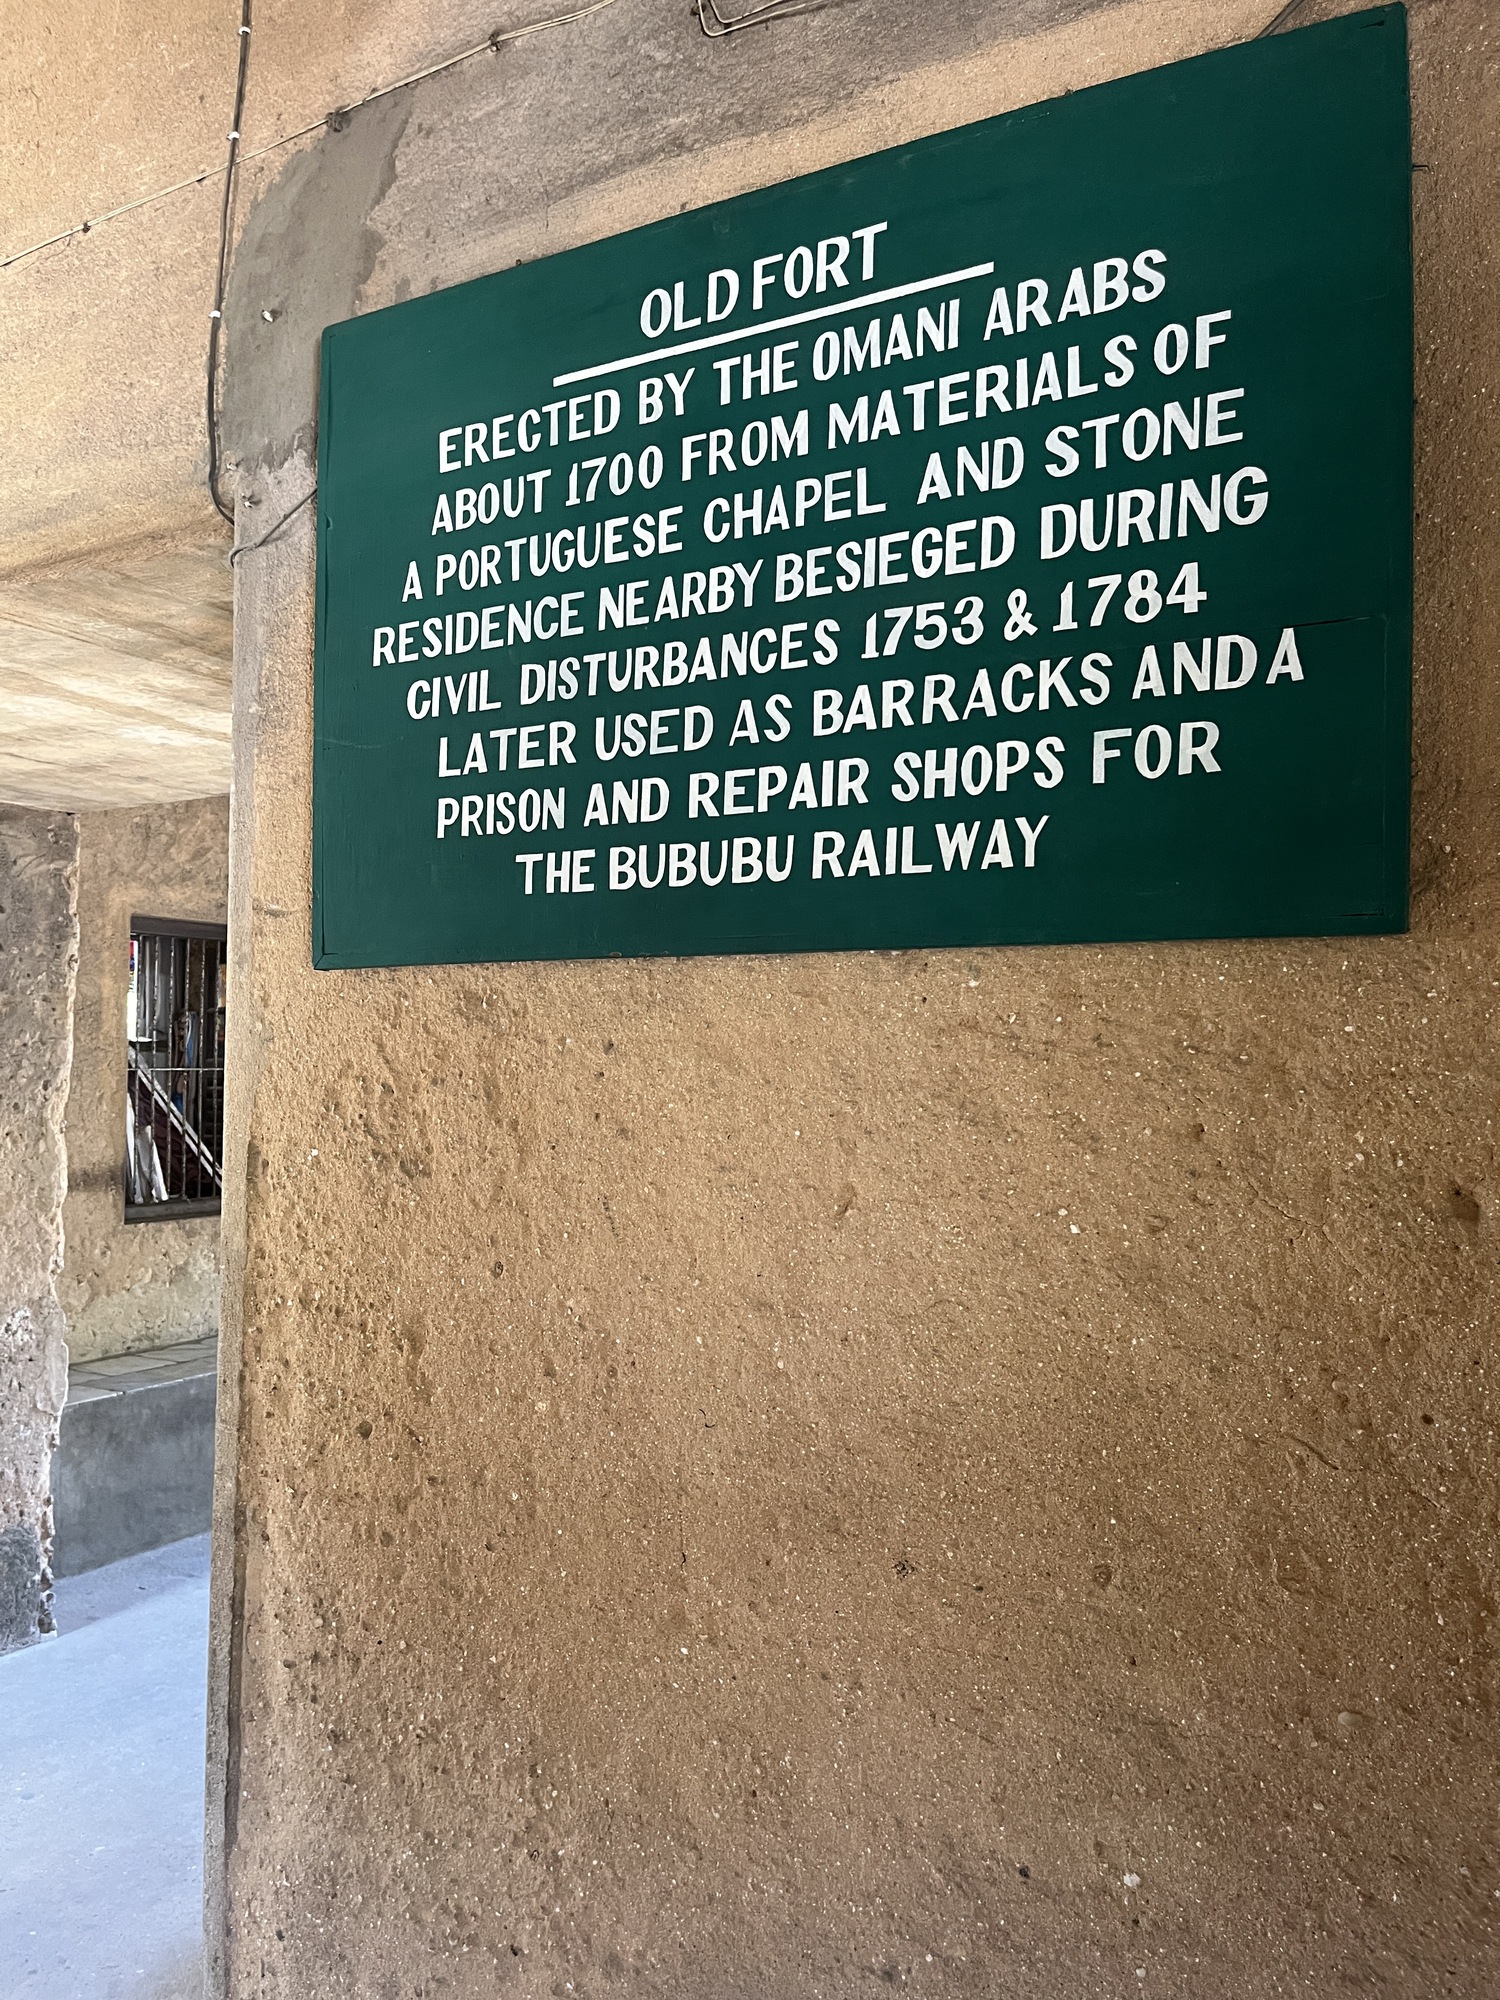 OLD FORT
ERECTED BY THE OMANI ARABS
ABOUT 1700 FROM MATERIALS OF
A PORTUGUESE CHAPEL AND STONE
RESIDENCE NEARBY BESIEGED DURING
CIVIL DISTURBANCES 1753 & 1784
LATER USED AS BARRACKS AND A
PRISON AND REPAIR SHOPS FOR
THE BUBUBU RAILWAY